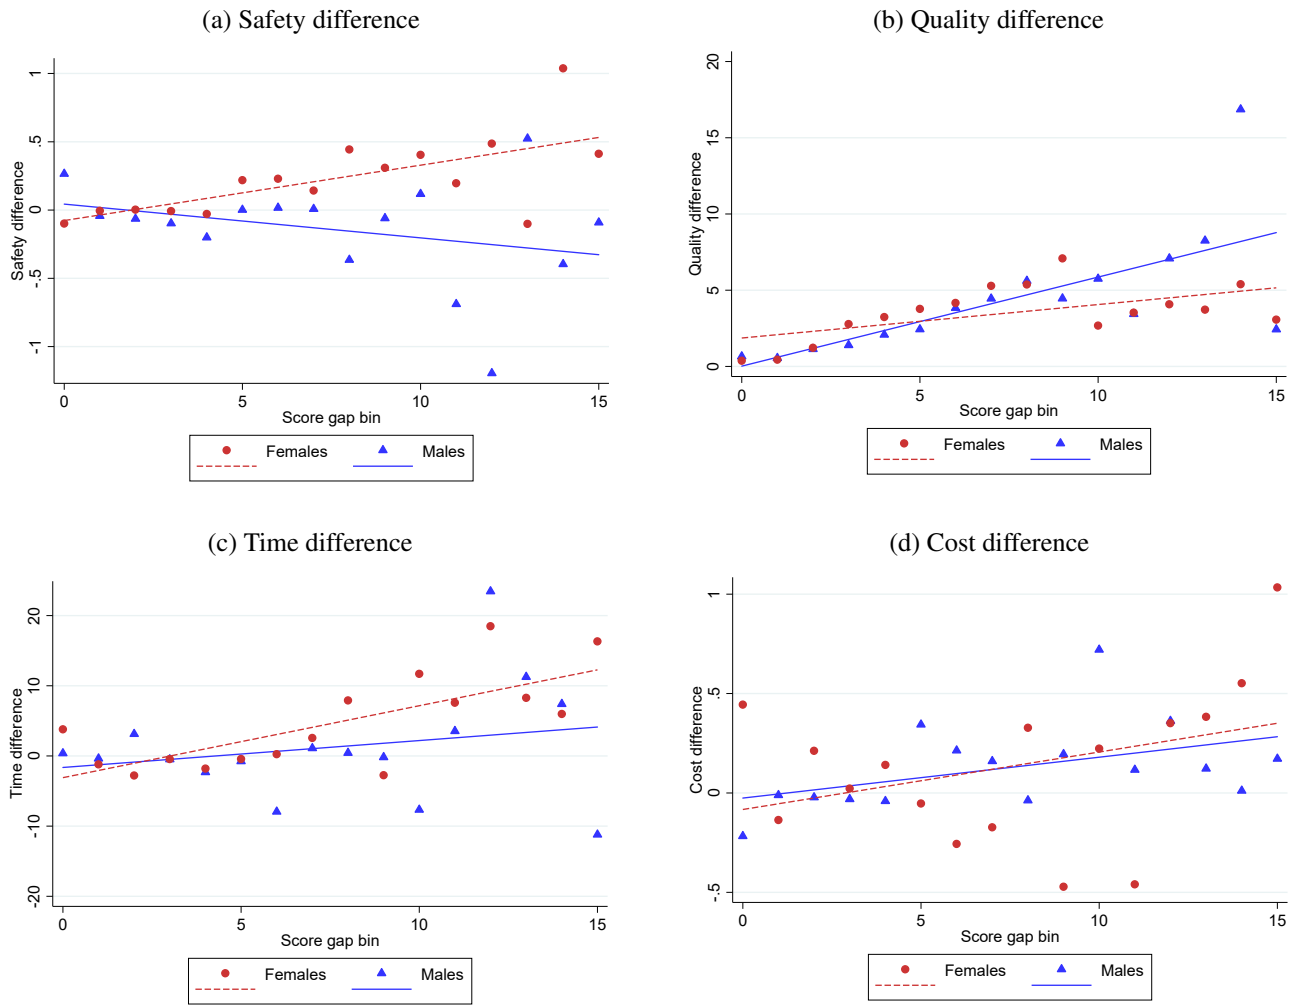 (a) Safety difference
Safety difference
1
.5
0
-.5
-1
0 5 10 15
Score gap bin
Females Males
(b) Quality difference
Quality difference
20
15
10
5
0
0 5 10 15
Score gap bin
Females Males
(c) Time difference
Time difference
20
10
0
-10
-20
0 5 10 15
Score gap bin
Females Males
(d) Cost difference
Cost difference
1
.5
0
-.5
0 5 10 15
Score gap bin
Females Males